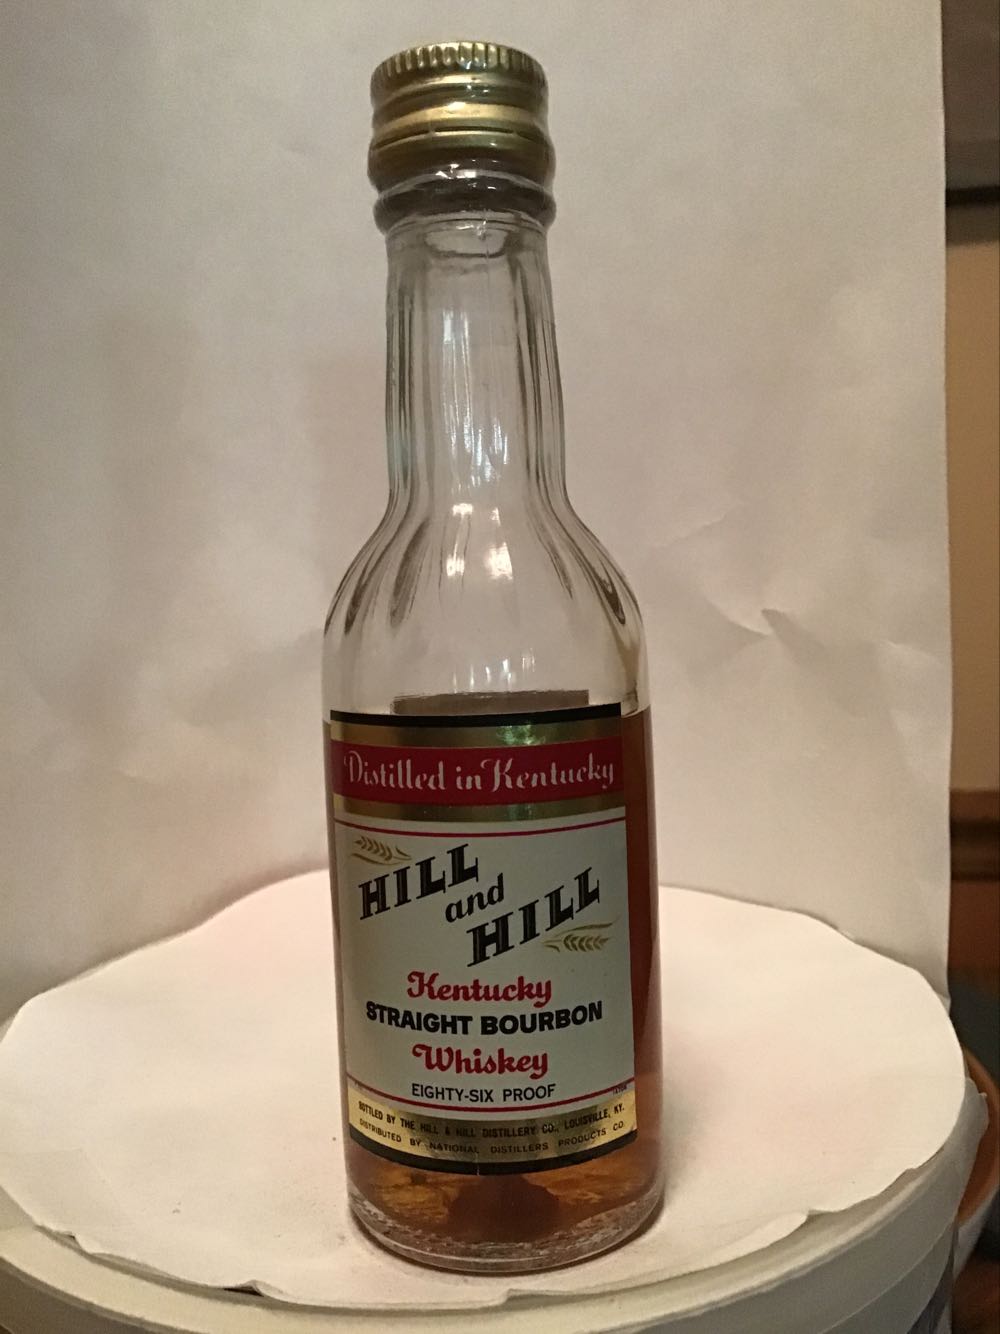 Distilled in Kentucky
HILL
and
HILL
Kentucky
STRAIGHT BOURBON
Whiskey
EIGHTY-SIX PROOF
BOTTLED BY THE HILL & HILL DISTILLERY CO., LOUISVILLE, KY.
DISTRIBUTED BY NATIONAL DISTILLERS PRODUCTS CO.